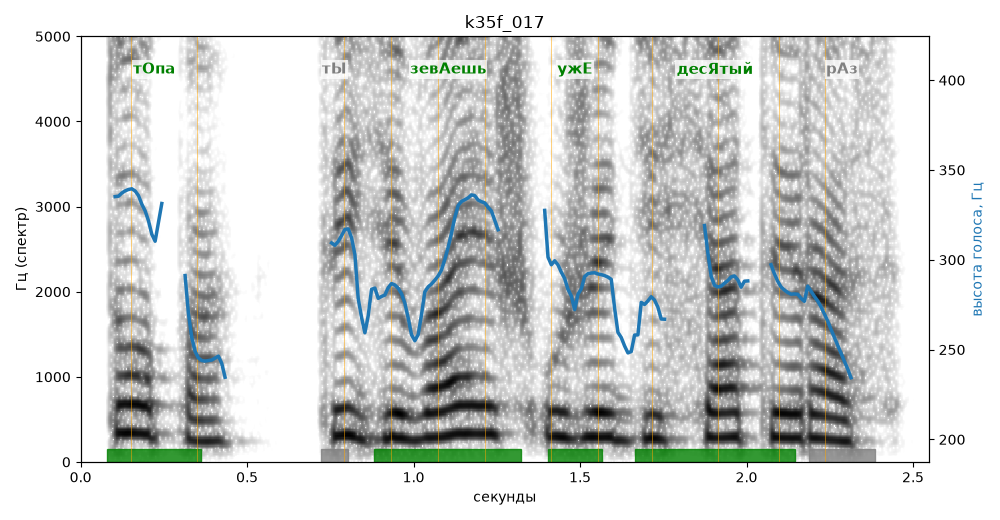 k35f_017
тОпа тЫ зевАешь ужЕ десЯтый рАз
5000
4000
3000
2000
1000
0
400
350
300
250
200
Гц (спектр)
высота голоса, Гц
0.0 0.5 1.0 1.5 2.0 2.5
секунды